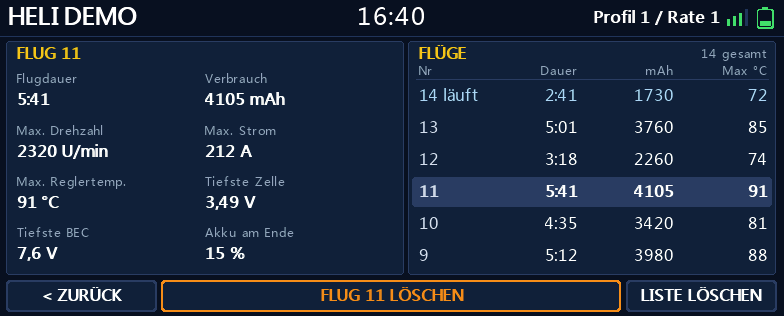 HELI DEMO 16:40 Profil 1 / Rate 1
FLUG 11
Flugdauer Verbrauch
5:41 4105 mAh
Max. Drehzahl Max. Strom
2320 U/min 212 A
Max. Reglertemp. Tiefste Zelle
91 °C 3,49 V
Tiefste BEC Akku am Ende
7,6 V 15 %
FLÜGE 14 gesamt
Nr Dauer mAh Max °C
14 läuft 2:41 1730 72
13 5:01 3760 85
12 3:18 2260 74
11 5:41 4105 91
10 4:35 3420 81
9 5:12 3980 88
< ZURÜCK FLUG 11 LÖSCHEN LISTE LÖSCHEN